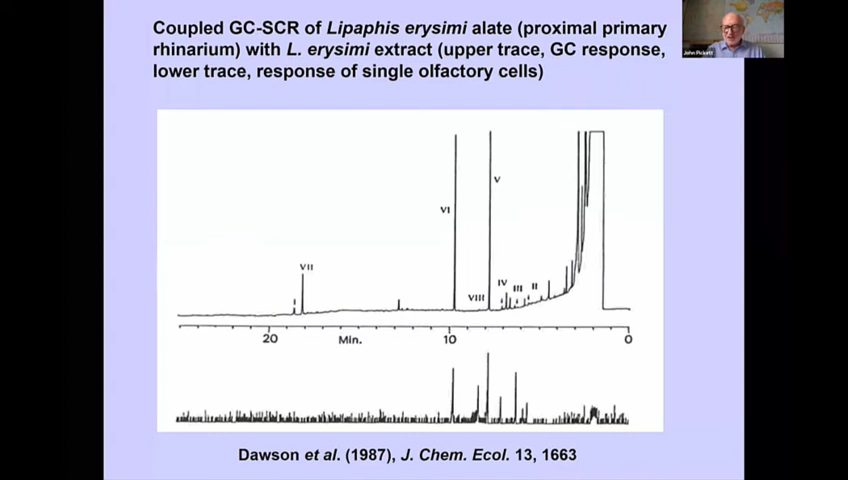 Coupled GC-SCR of Lipaphis erysimi alate (proximal primary
rhinarium) with L. erysimi extract (upper trace, GC response,
lower trace, response of single olfactory cells)
John Pickett
V
VI
VII
IV
III
II
VIII
I
20
Min.
10
0
Dawson et al. (1987), J. Chem. Ecol. 13, 1663